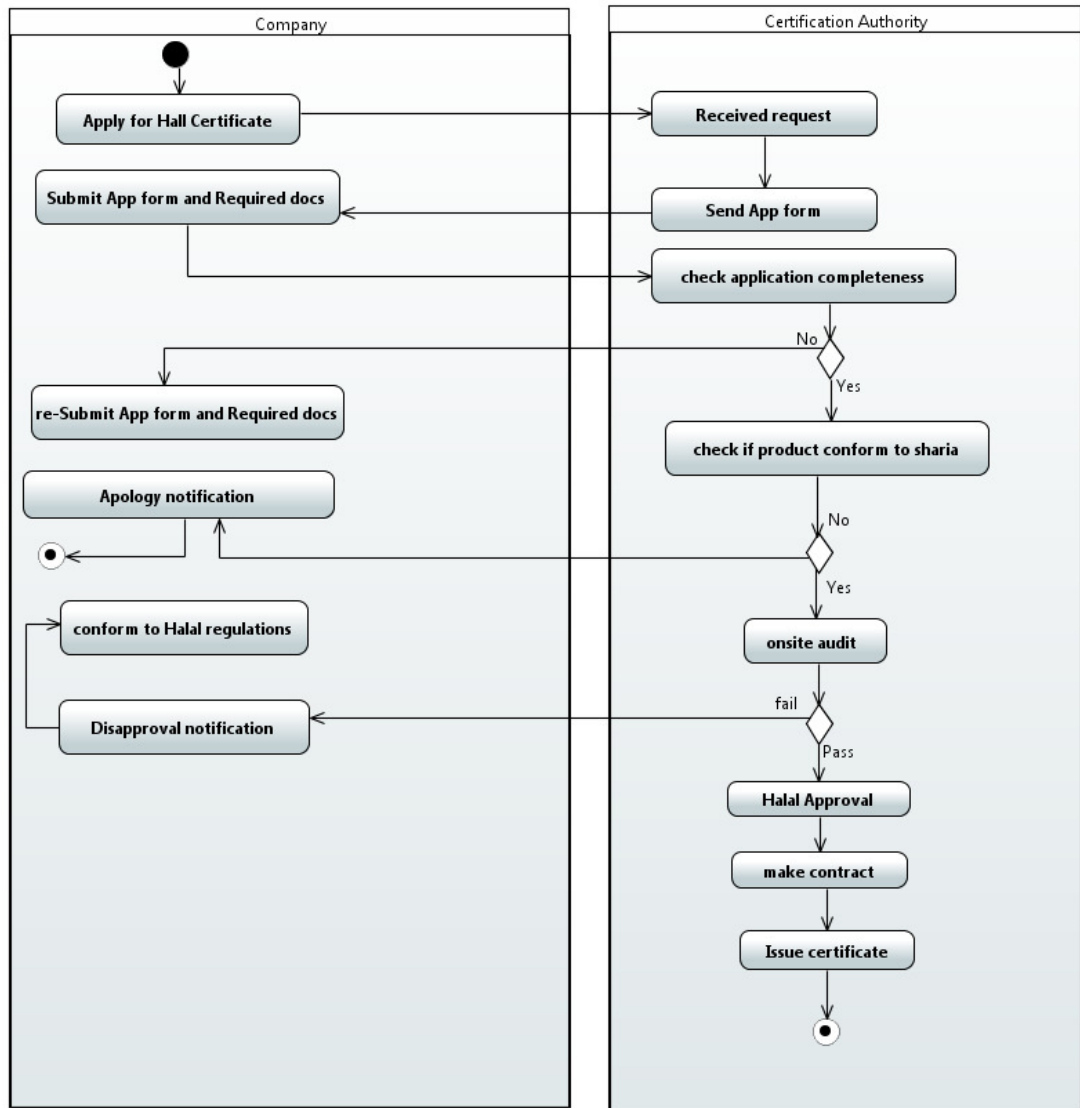 Company
Certification Authority
Apply for Hall Certificate
Received request
Submit App form and Required docs
Send App form
check application completeness
No
Yes
re-Submit App form and Required docs
check if product conform to sharia
Apology notification
No
Yes
conform to Halal regulations
onsite audit
fail
Disapproval notification
Pass
Halal Approval
make contract
Issue certificate